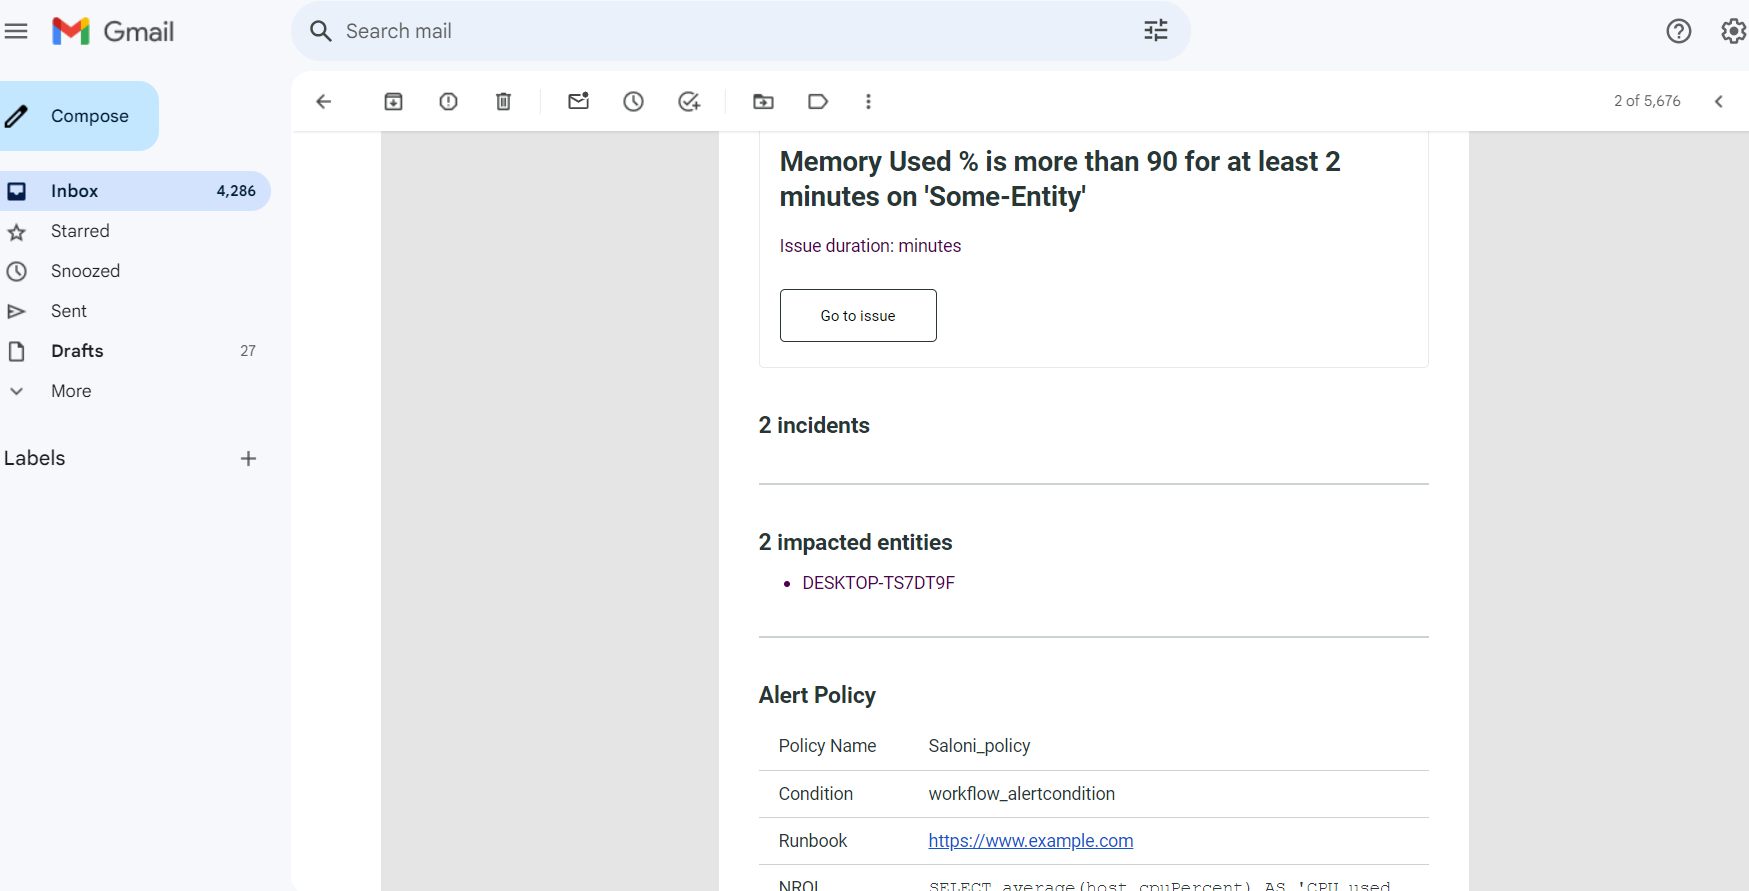 Gmail
Search mail
Compose
Inbox 4,286
Starred
Snoozed
Sent
Drafts 27
More
Labels
2 of 5,676
Memory Used % is more than 90 for at least 2
minutes on 'Some-Entity'
Issue duration: minutes
Go to issue
2 incidents
2 impacted entities
• DESKTOP-TS7DT9F
Alert Policy
Policy Name Saloni_policy
Condition workflow_alertcondition
Runbook https://www.example.com
NRQL SELECT average(host.cpuPercent) AS 'CPU used